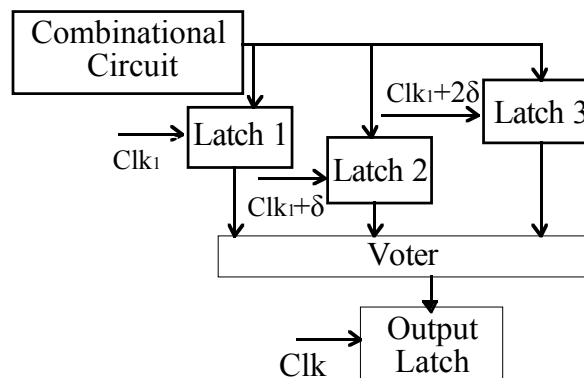 Combinational
Circuit
Clk₁+2δ
Latch 3
Latch 1
Clk₁
Latch 2
Clk₁+δ
Voter
Output
Latch
Clk